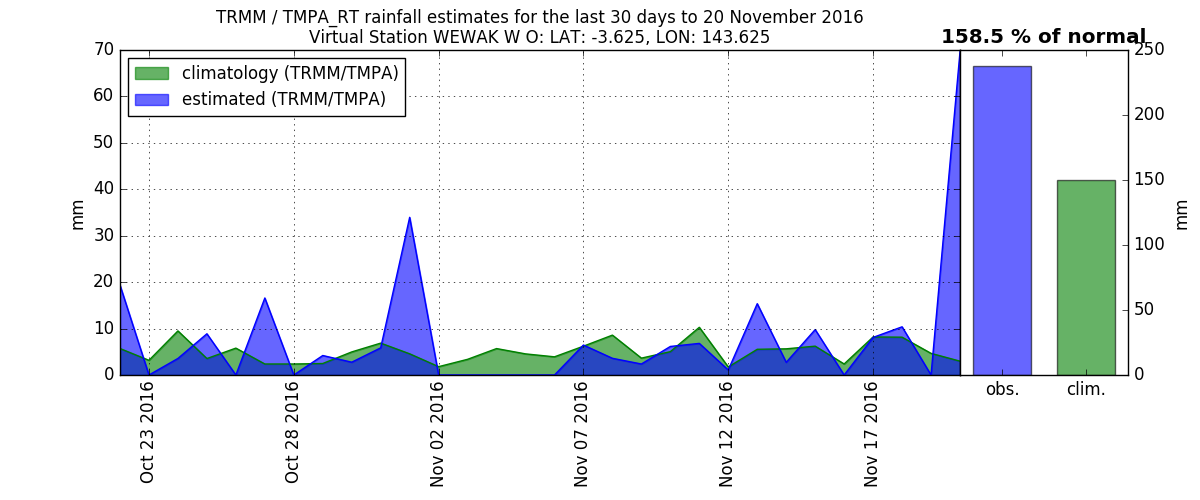 TRMM / TMPA_RT rainfall estimates for the last 30 days to 20 November 2016
Virtual Station WEWAK W O: LAT: -3.625, LON: 143.625
158.5 % of normal
climatology (TRMM/TMPA)
estimated (TRMM/TMPA)
70
60
50
40
30
20
10
0
mm
Oct 23 2016
Oct 28 2016
Nov 02 2016
Nov 07 2016
Nov 12 2016
Nov 17 2016
obs.
clim.
250
200
150
100
50
0
mm